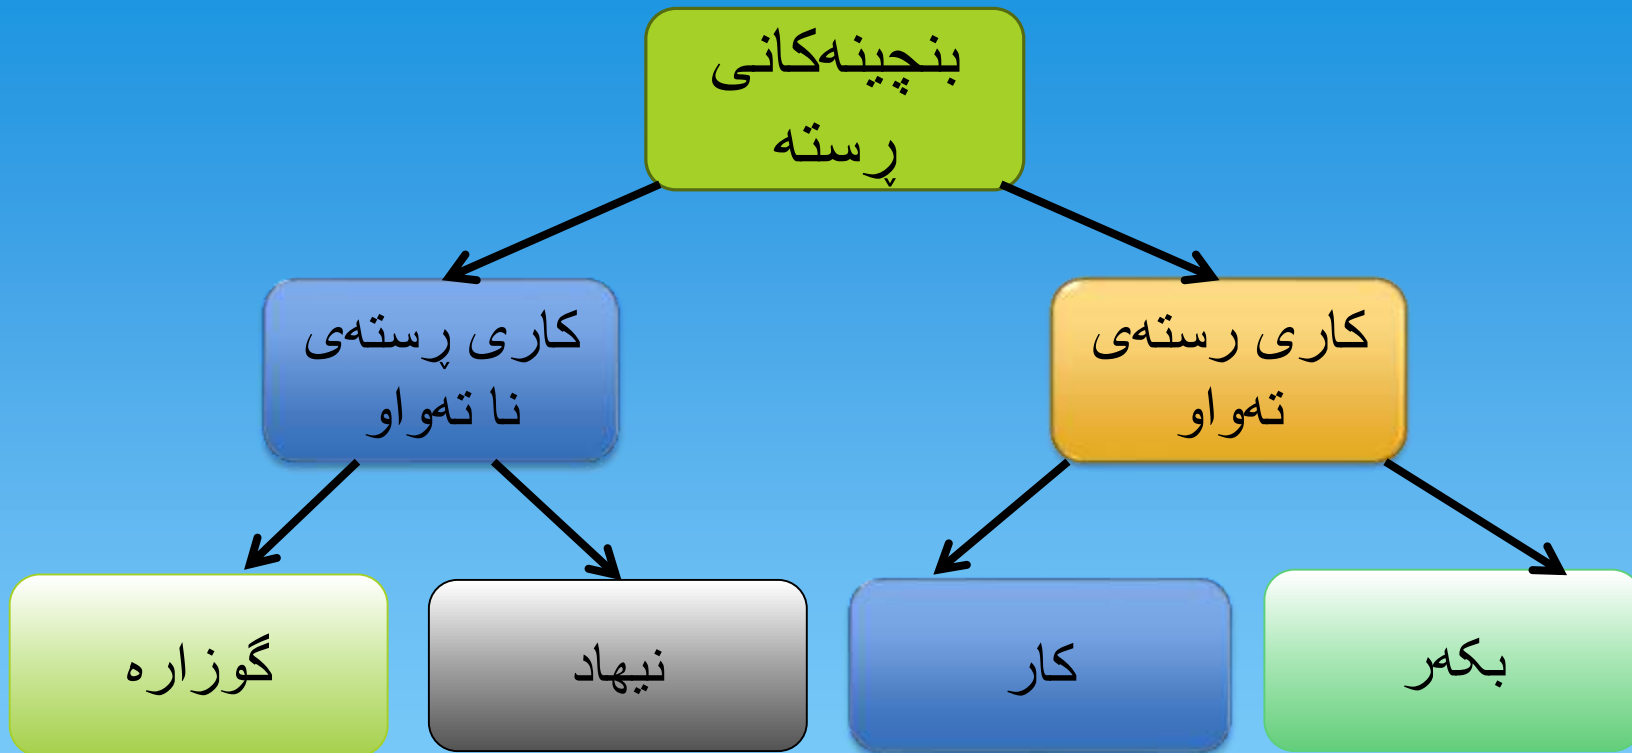 بنچینەکانی
ڕستە
کاری رستەی
تەواو
کاری ڕستەی
نا تەواو
بکەر
کار
نیهاد
گوزارە